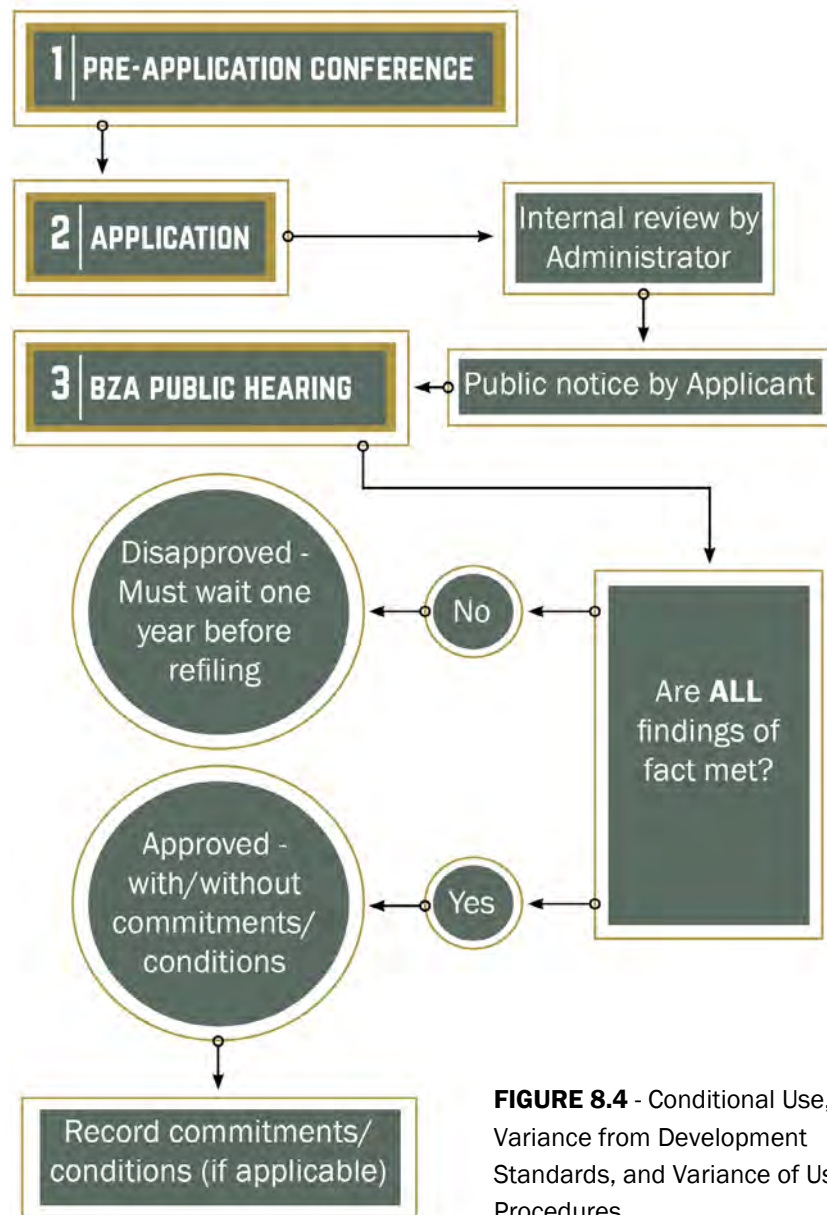 1 PRE-APPLICATION CONFERENCE
2 APPLICATION
Internal review by
Administrator
Public notice by Applicant
3 BZA PUBLIC HEARING
Are ALL
findings of
fact met?
No
Disapproved -
Must wait one
year before
refiling
Yes
Approved -
with/without
commitments/
conditions
Record commitments/
conditions (if applicable)
FIGURE 8.4 - Conditional Use,
Variance from Development
Standards, and Variance of
Procedures